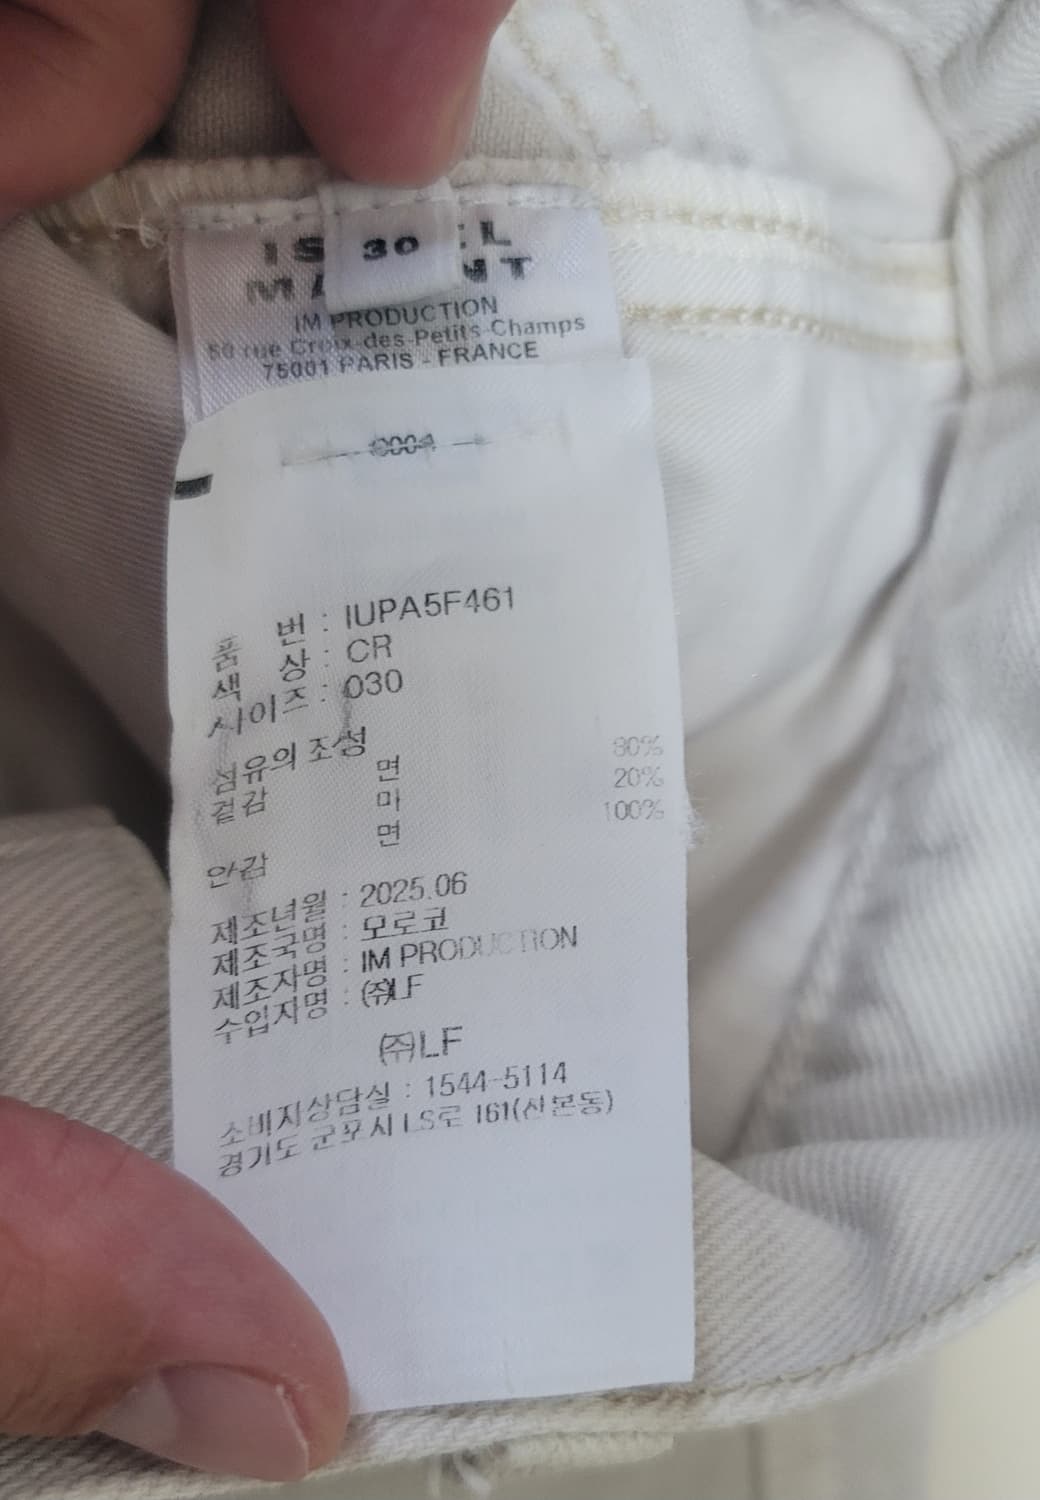 30
IM PRODUCTION
50 rue Croix-des-Petits-Champs
75001 PARIS - FRANCE
0004
품 번 : IUPA5F461
색 상 : CR
사이즈 : 030
섬유의 조성
겉감 면 80%
마 20%
안감 면 100%
제조년월 : 2025.06
제조국명 : 모로코
제조자명 : IM PRODUCTION
수입자명 : (주)LF
(주)LF
소비자상담실 : 1544-5114
경기도 군포시 LS로 161(산본동)